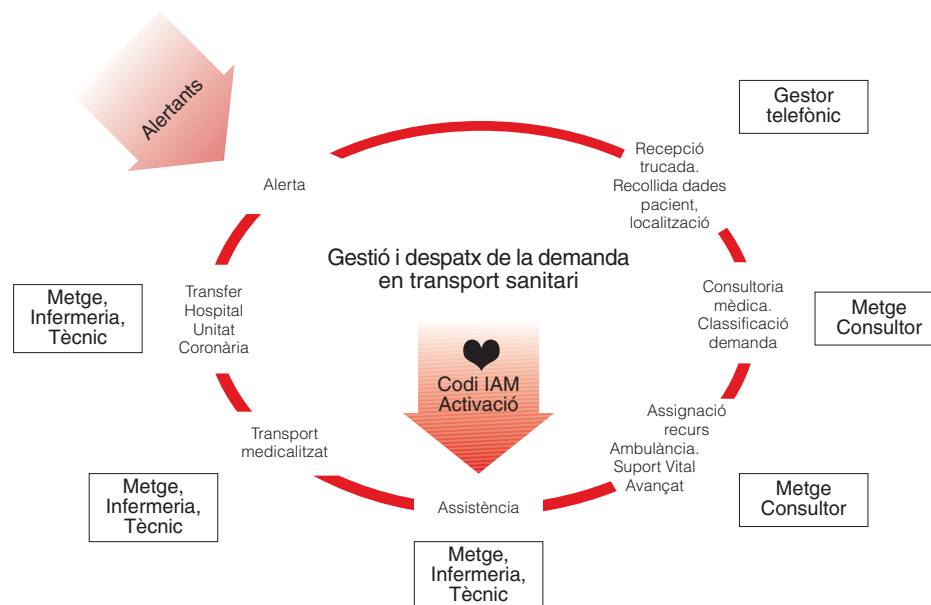 Alertants
Gestor
telefònic
Recepció
trucada.
Recollida dades
pacient,
localització
Alerta
Gestió i despatx de la demanda
en transport sanitari
Metge,
Infermeria,
Tècnic
Transfer
Hospital
Unitat
Coronària
Consultoria
mèdica.
Classificació
demanda
Metge
Consultor
Codi IAM
Activació
Assignació
recurs
Ambulància.
Suport Vital
Avançat
Transport
medicalitzat
Metge,
Infermeria,
Tècnic
Metge
Consultor
Assistència
Metge,
Infermeria,
Tècnic